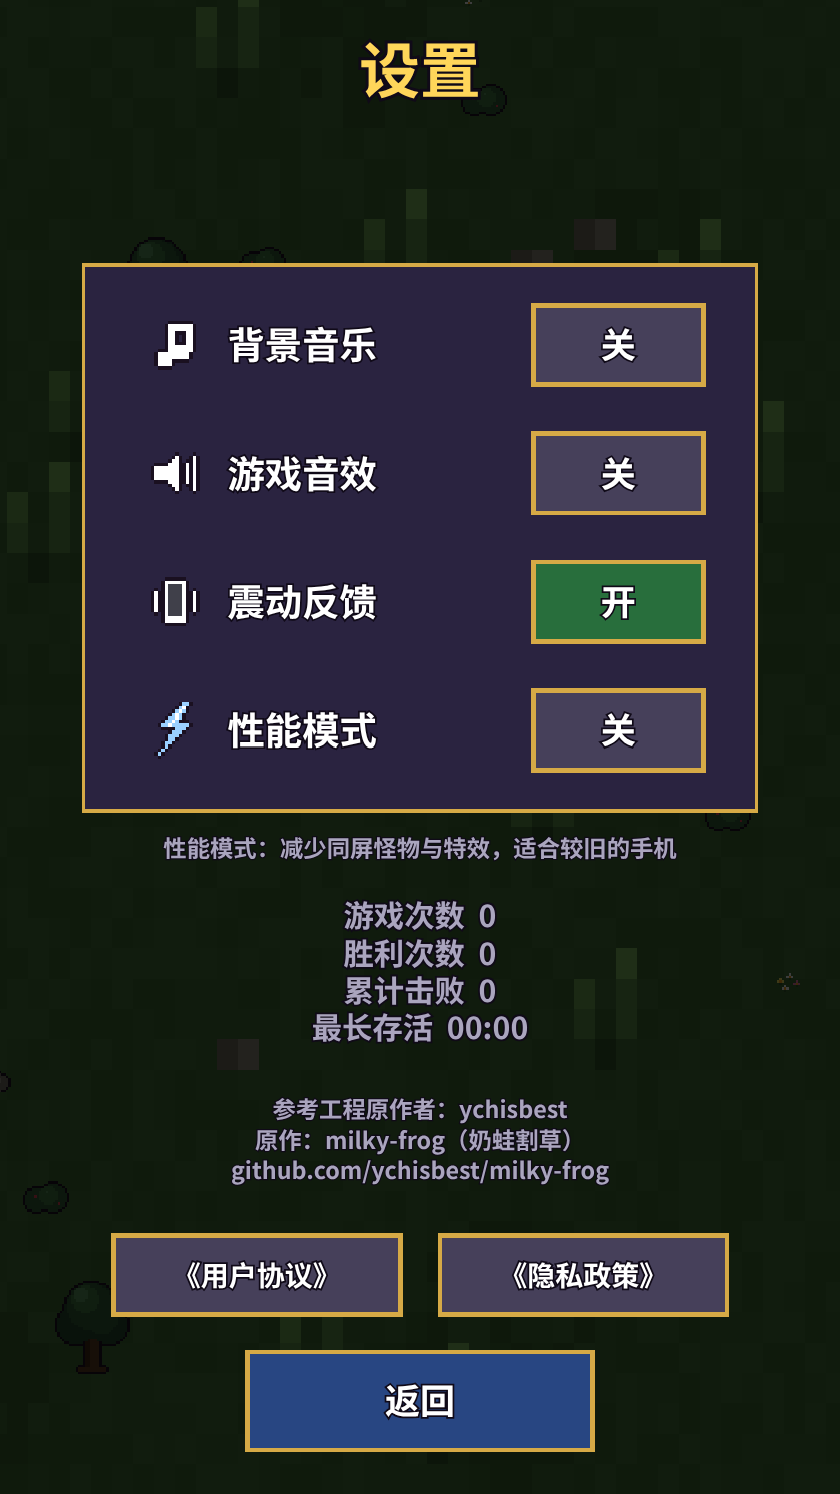 设置
背景音乐 关
游戏音效 关
震动反馈 开
性能模式 关
性能模式：减少同屏怪物与特效，适合较旧的手机
游戏次数 0
胜利次数 0
累计击败 0
最长存活 00:00
参考工程原作者：ychisbest
原作：milky-frog（奶蛙割草）
github.com/ychisbest/milky-frog
《用户协议》 《隐私政策》
返回